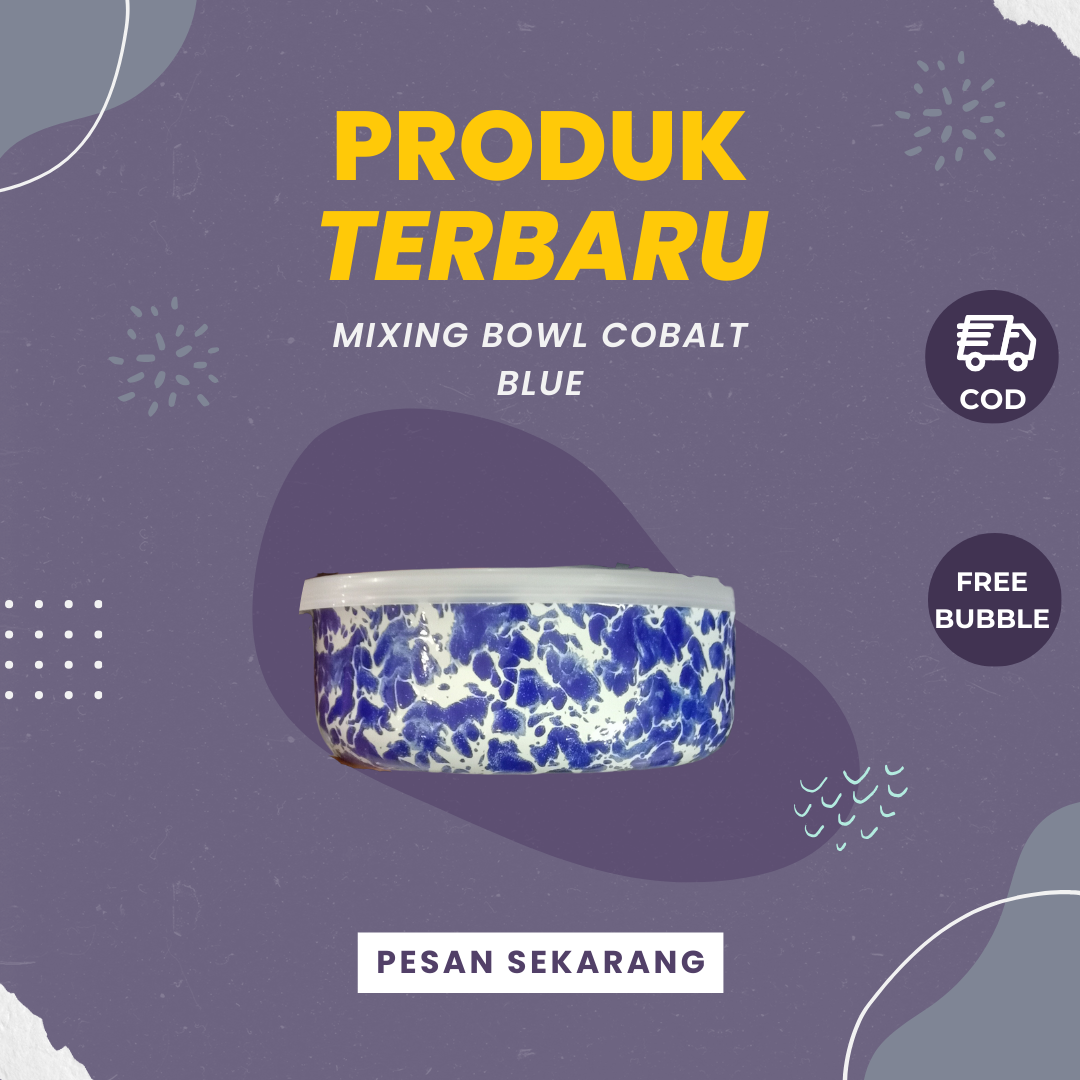 PRODUK
TERBARU
MIXING BOWL COBALT
BLUE
COD
FREE
BUBBLE
PESAN SEKARANG